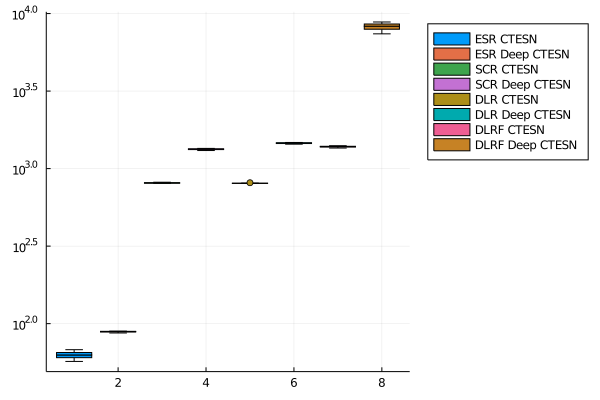 10^4.0
10^3.5
10^3.0
10^2.5
10^2.0
2 4 6 8
ESR CTESN
ESR Deep CTESN
SCR CTESN
SCR Deep CTESN
DLR CTESN
DLR Deep CTESN
DLRF CTESN
DLRF Deep CTESN